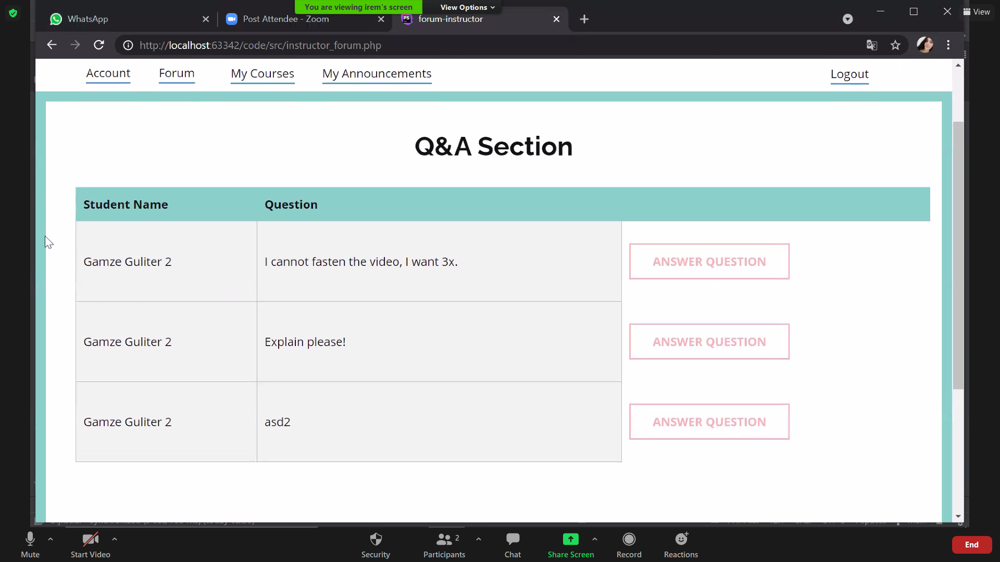 You are viewing irem's screen View Options
View
WhatsApp
Post Attendee - Zoom
forum-instructor
http://localhost:63342/code/src/instructor_forum.php
Account Forum My Courses My Announcements Logout
Q&A Section
Student Name Question
Gamze Guliter 2 I cannot fasten the video, I want 3x. ANSWER QUESTION
Gamze Guliter 2 Explain please! ANSWER QUESTION
Gamze Guliter 2 asd2 ANSWER QUESTION
Mute Start Video Security Participants 2 Chat Share Screen Record Reactions End